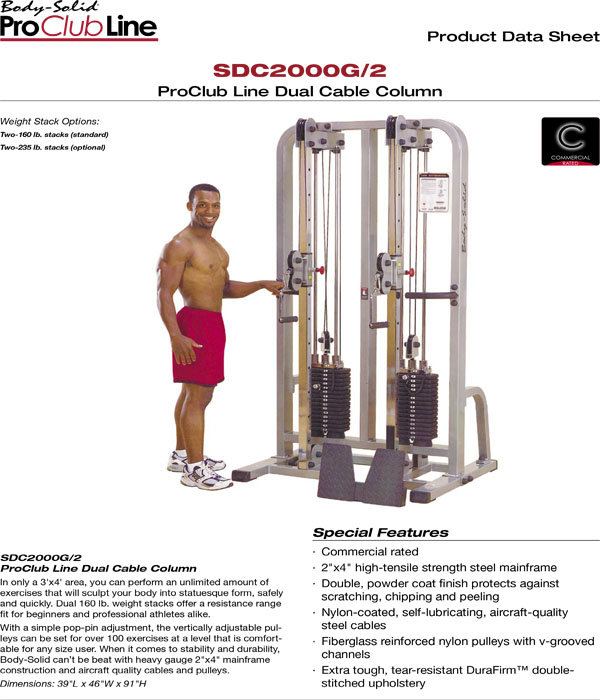 Body-Solid
ProClubLine
Product Data Sheet
SDC2000G/2
ProClub Line Dual Cable Column
Weight Stack Options:
Two-160 lb. stacks (standard)
Two-235 lb. stacks (optional)
C
COMMERCIAL
RATED
Body-Solid
SDC2000G/2
ProClub Line Dual Cable Column
In only a 3'x4' area, you can perform an unlimited amount of
exercises that will sculpt your body into statuesque form, safely
and quickly. Dual 160 lb. weight stacks offer a resistance range
fit for beginners and professional athletes alike.
With a simple pop-pin adjustment, the vertically adjustable pul-
leys can be set for over 100 exercises at a level that is comfort-
able for any size user. When it comes to stability and durability,
Body-Solid can't be beat with heavy gauge 2"x4" mainframe
construction and aircraft quality cables and pulleys.
Dimensions: 39"L x 46"W x 91"H
Special Features
· Commercial rated
· 2"x4" high-tensile strength steel mainframe
· Double, powder coat finish protects against
scratching, chipping and peeling
· Nylon-coated, self-lubricating, aircraft-quality
steel cables
· Fiberglass reinforced nylon pulleys with v-grooved
channels
· Extra tough, tear-resistant DuraFirm™ double-
stitched upholstery